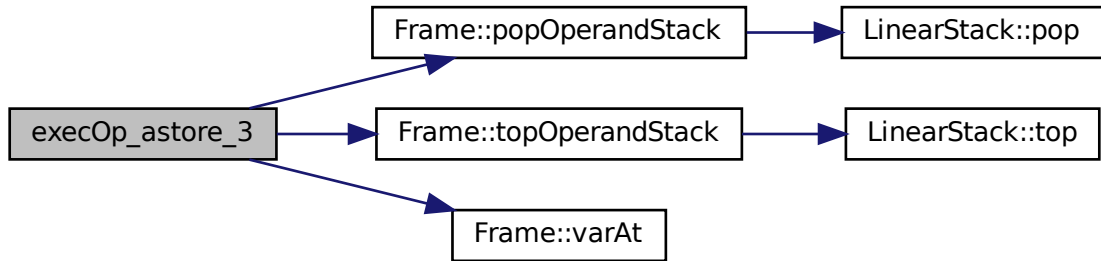 Frame::popOperandStack
LinearStack::pop
execOp_astore_3
Frame::topOperandStack
LinearStack::top
Frame::varAt